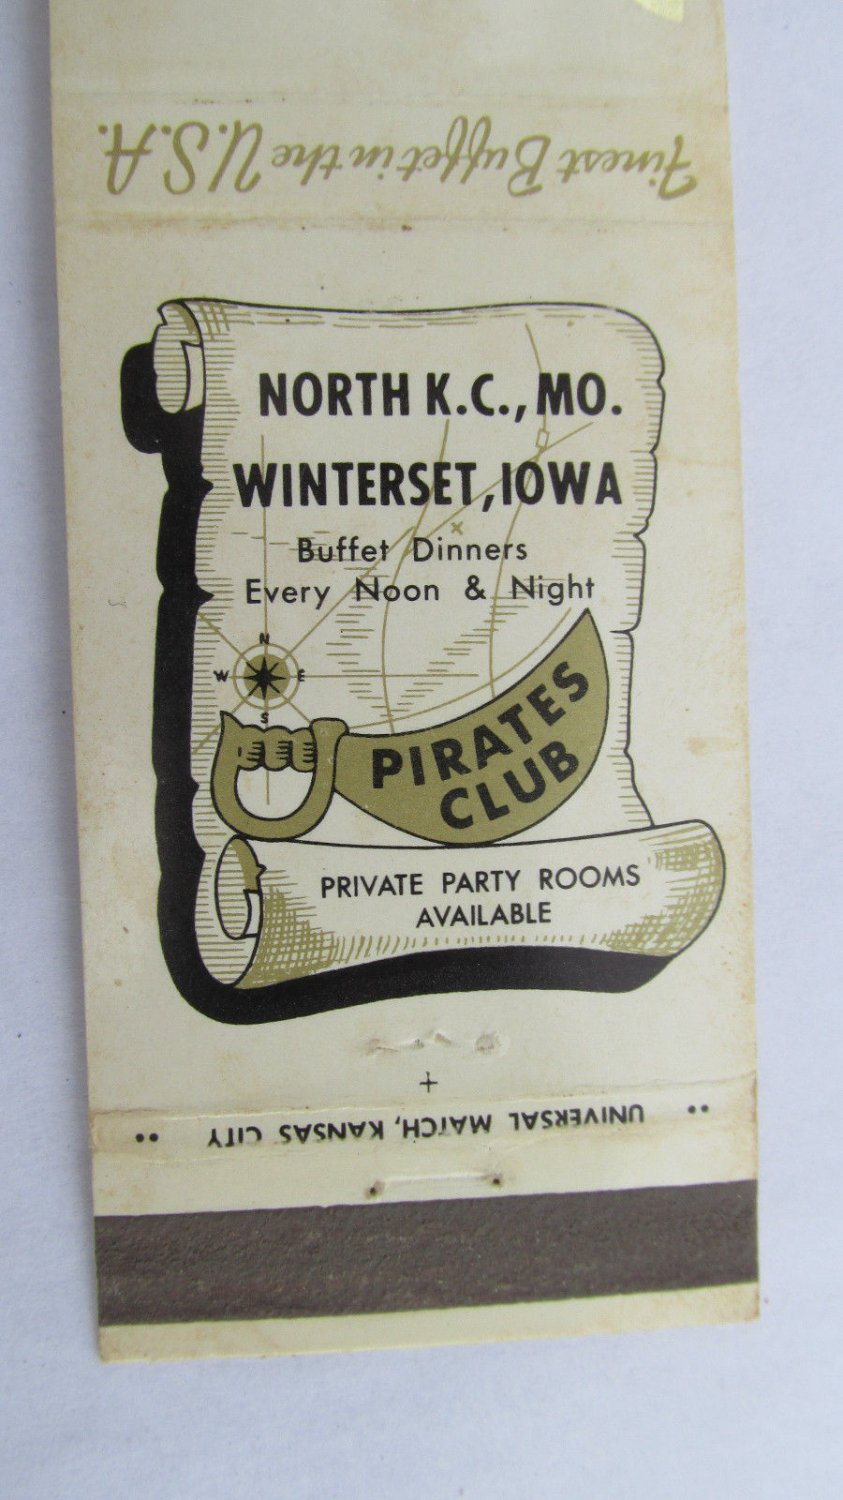 Finest Buffet in the U.S.A.
NORTH K.C., MO.
WINTERSET, IOWA
Buffet Dinners
Every Noon & Night
N
W E
S
PIRATES
CLUB
PRIVATE PARTY ROOMS
AVAILABLE
•• UNIVERSAL MATCH, KANSAS CITY ••